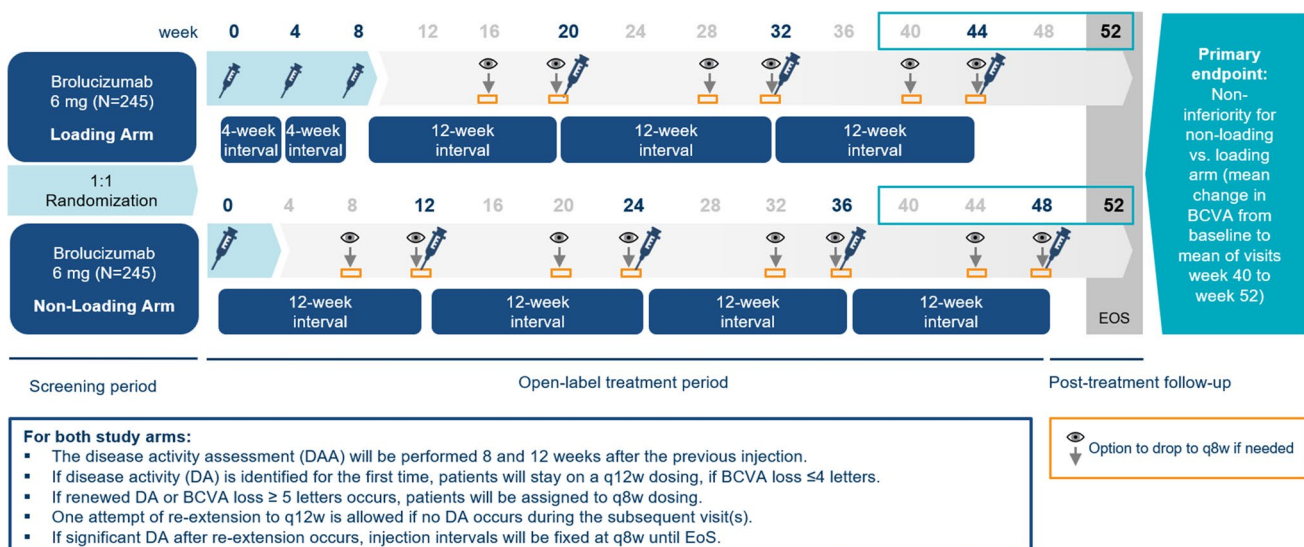 week 0 4 8 12 16 20 24 28 32 36 40 44 48 52
Brolucizumab
6 mg (N=245)
Loading Arm
4-week
interval
4-week
interval
12-week
interval
12-week
interval
12-week
interval
1:1
Randomization
0 4 8 12 16 20 24 28 32 36 40 44 48 52
Brolucizumab
6 mg (N=245)
Non-Loading Arm
12-week
interval
12-week
interval
12-week
interval
12-week
interval
EOS
Primary
endpoint:
Non-
inferiority for
non-loading
vs. loading
arm (mean
change in
BCVA from
baseline to
mean of visits
week 40 to
week 52)
Screening period
Open-label treatment period
Post-treatment follow-up
For both study arms:
▪ The disease activity assessment (DAA) will be performed 8 and 12 weeks after the previous injection.
▪ If disease activity (DA) is identified for the first time, patients will stay on a q12w dosing, if BCVA loss ≤4 letters.
▪ If renewed DA or BCVA loss ≥ 5 letters occurs, patients will be assigned to q8w dosing.
▪ One attempt of re-extension to q12w is allowed if no DA occurs during the subsequent visit(s).
▪ If significant DA after re-extension occurs, injection intervals will be fixed at q8w until EoS.
Option to drop to q8w if needed